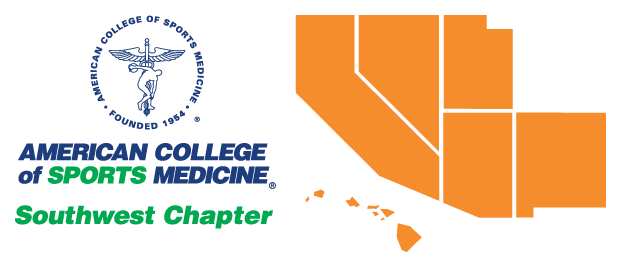 AMERICAN COLLEGE OF SPORTS MEDICINE
• FOUNDED 1954 •
®
AMERICAN COLLEGE
of SPORTS MEDICINE®
Southwest Chapter